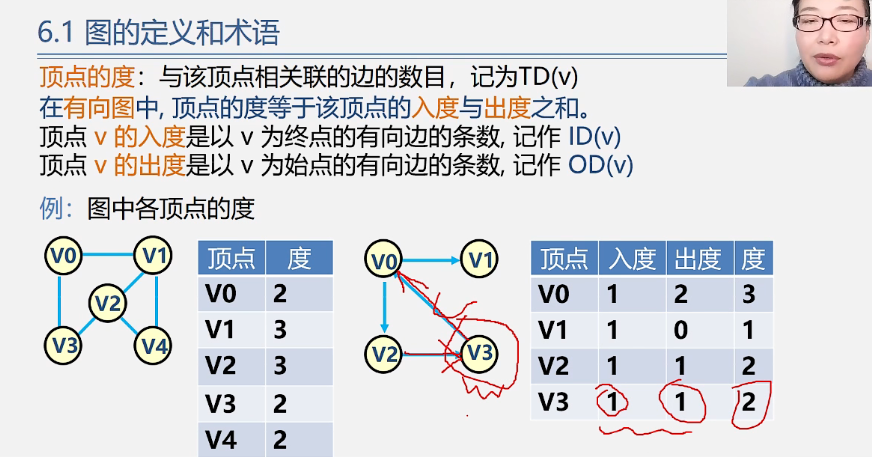 6.1 图的定义和术语
顶点的度：与该顶点相关联的边的数目，记为TD(v)
在有向图中, 顶点的度等于该顶点的入度与出度之和。
顶点 v 的入度是以 v 为终点的有向边的条数, 记作 ID(v)
顶点 v 的出度是以 v 为始点的有向边的条数, 记作 OD(v)
例：图中各顶点的度
V0 V1
V2
V3 V4
顶点 度
V0 2
V1 3
V2 3
V3 2
V4 2
V0 V1
V2 V3
顶点 入度 出度 度
V0 1 2 3
V1 1 0 1
V2 1 1 2
V3 1 1 2